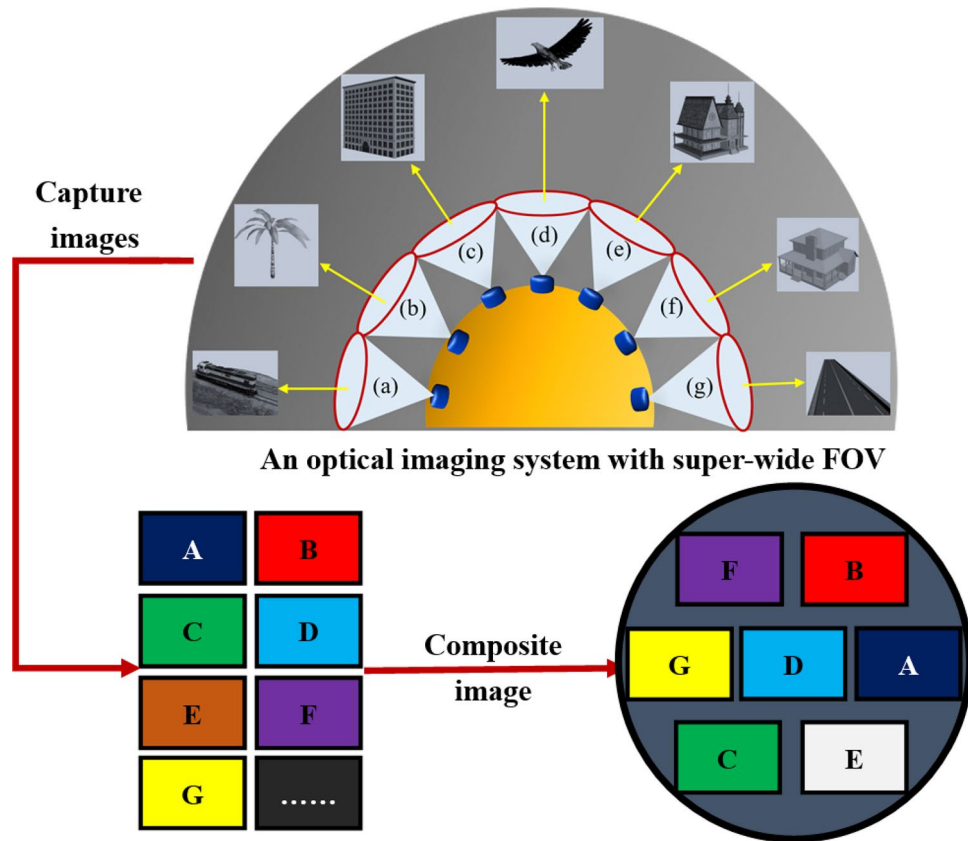 Capture
images
(a)
(b)
(c)
(d)
(e)
(f)
(g)
An optical imaging system with super-wide FOV
A
B
C
D
E
F
G
......
Composite
image
F
B
G
D
A
C
E